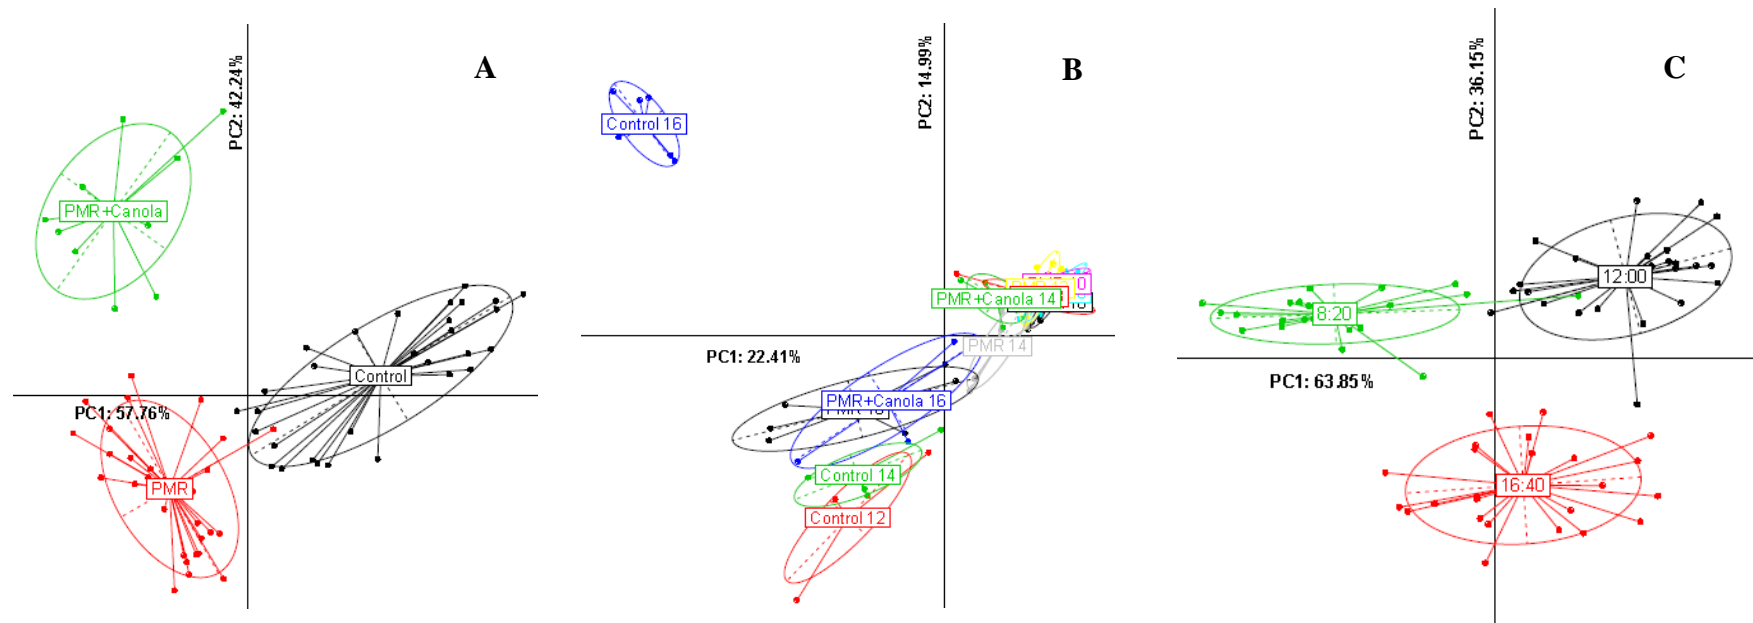 A
PC2: 42.24%
PMR+Canola
Control
PC1: 57.76%
PMR
B
PC2: 14.99%
Control 16
PMR+Canola 14
PMR 14
PC1: 22.41%
PMR+Canola 16
Control 14
Control 12
C
PC2: 36.15%
12:00
8:20
PC1: 63.85%
16:40